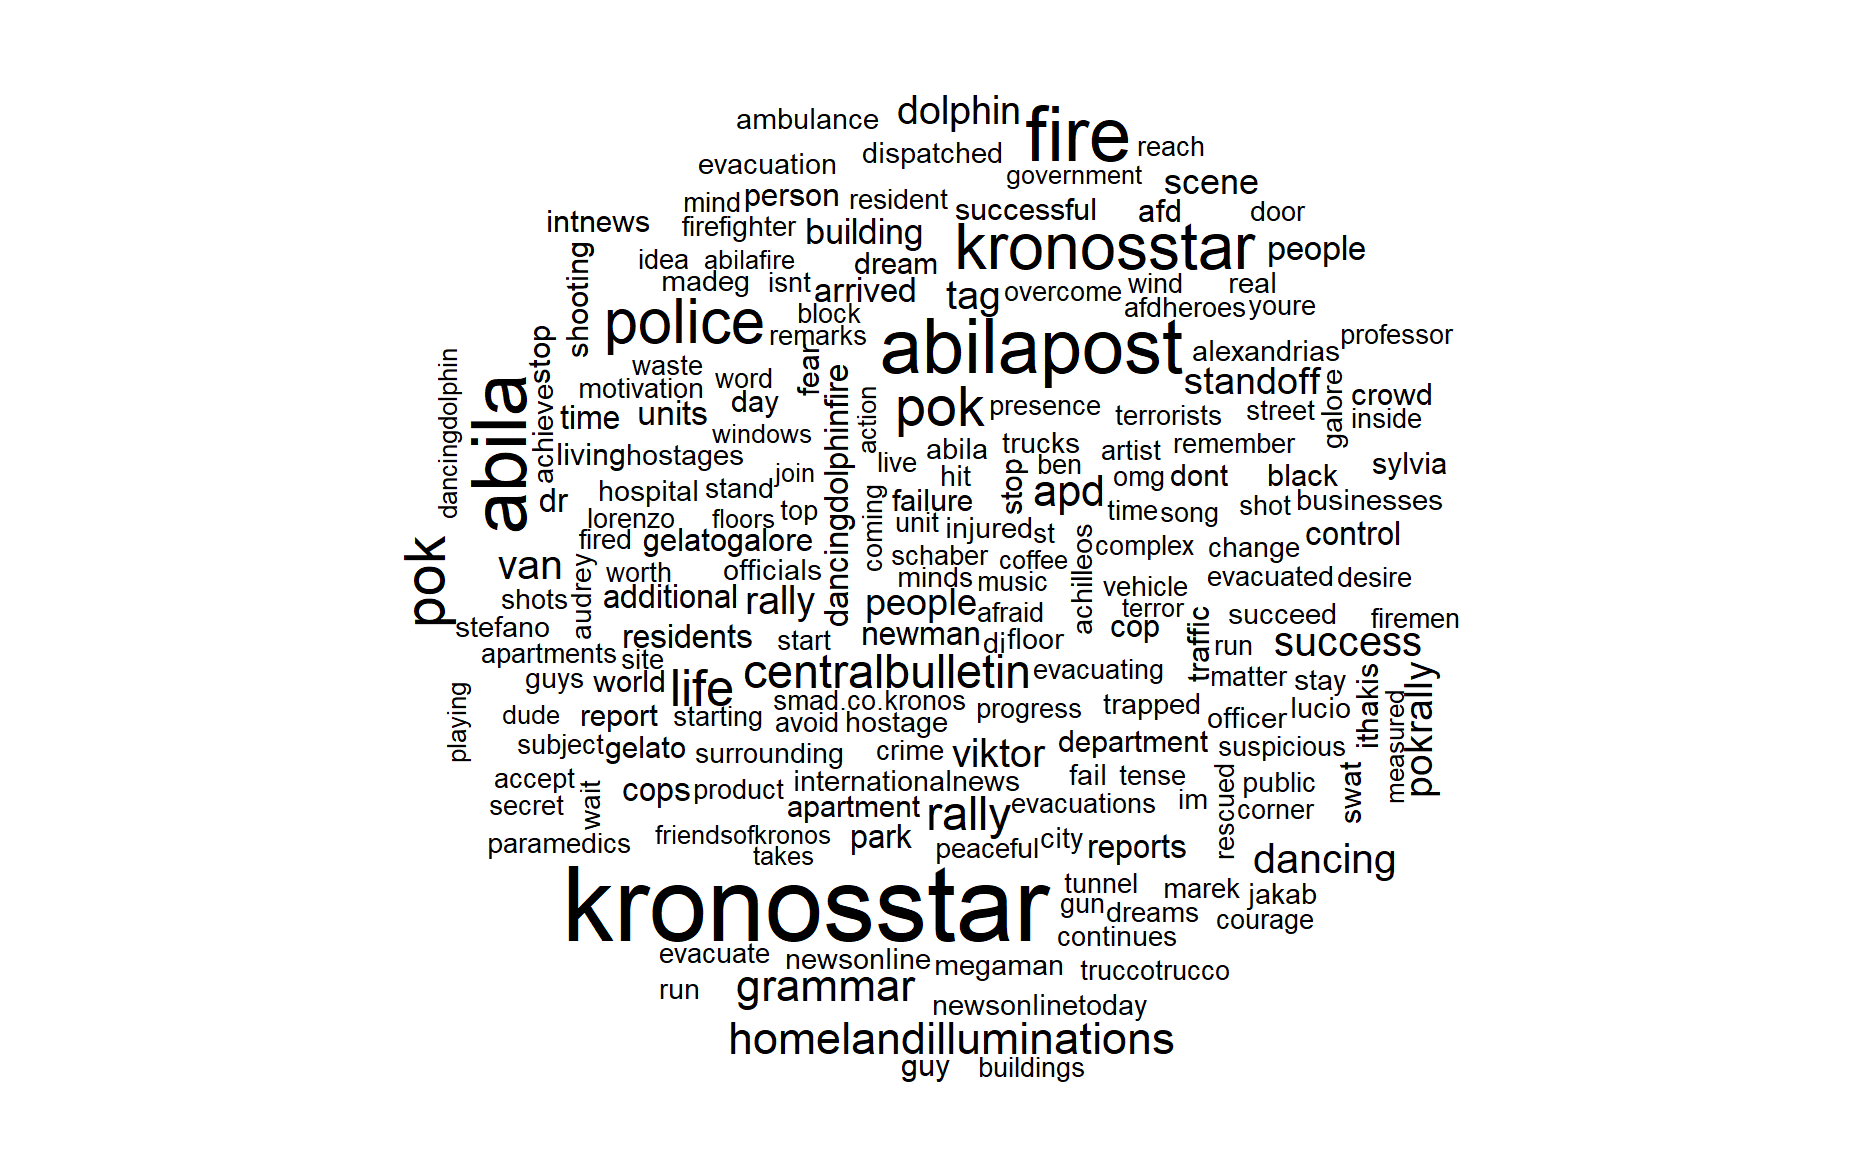 ambulance
dolphin
fire
reach
evacuation
dispatched
government
scene
mind
person
resident
successful
afd
door
intnews
firefighter
building
kronosstar
people
shooting
idea
abilafire
dream
madeg
isnt
arrived
tag
overcome
wind
real
afdheroes
youre
police
block
remarks
abilapost
professor
stop
waste
fear
alexandrias
motivation
word
standoff
dancingdolphin
abila
achieve
time
units
day
dancingdolphinfire
action
pok
presence
terrorists
street
galore
crowd
inside
windows
living
hostages
join
live
abila
trucks
artist
remember
hit
ben
omg
dont
black
sylvia
dr
hospital
stand
top
failure
stop
apd
time
song
shot
businesses
lorenzo
floors
coming
unit
injured
st
pok
fired
gelatogalore
achilleos
complex
change
control
van
audrey
worth
officials
schaber
coffee
minds
music
vehicle
evacuated
desire
shots
additional
rally
people
afraid
terror
cop
traffic
succeed
firemen
stefano
residents
start
newman
di
floor
run
success
apartments
site
life
centralbulletin
evacuating
matter
stay
guys
world
smad.co.kronos
progress
trapped
officer
lucio
ithakis
measured
pokrally
playing
dude
report
starting
avoid
hostage
subject
gelato
surrounding
crime
viktor
department
suspicious
accept
cops
product
internationalnews
fail
tense
rescued
public
swat
secret
wait
apartment
rally
evacuations
im
corner
paramedics
friendsofkronos
park
peaceful
city
reports
dancing
takes
kronosstar
tunnel
marek
jakab
gun
dreams
courage
continues
evacuate
newsonline
megaman
truccotrucco
run
grammar
newsonlinetoday
homelandilluminations
guy
buildings